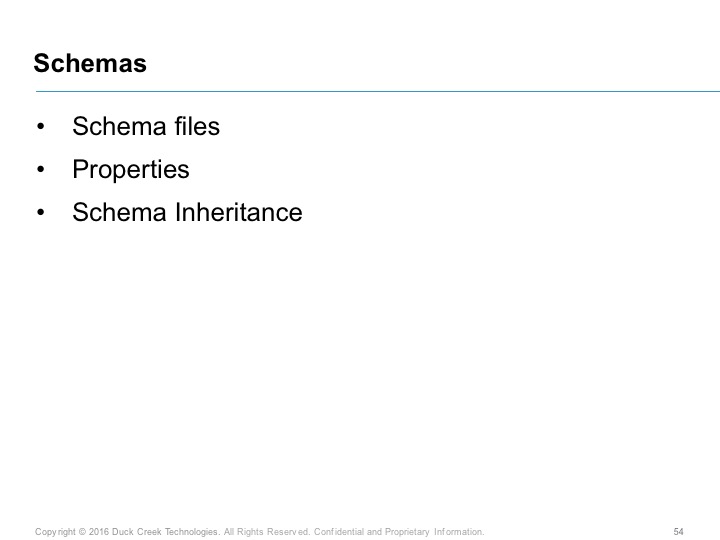 Schemas
• Schema files
• Properties
• Schema Inheritance
Copyright © 2016 Duck Creek Technologies. All Rights Reserved. Confidential and Proprietary Information. 54